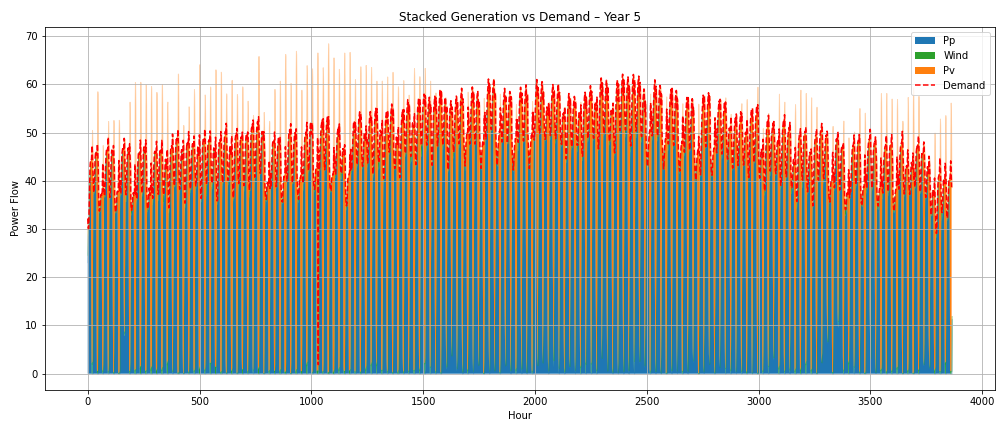 Stacked Generation vs Demand – Year 5
Pp
Wind
Pv
Demand
Power Flow
70
60
50
40
30
20
10
0
0 500 1000 1500 2000 2500 3000 3500 4000
Hour